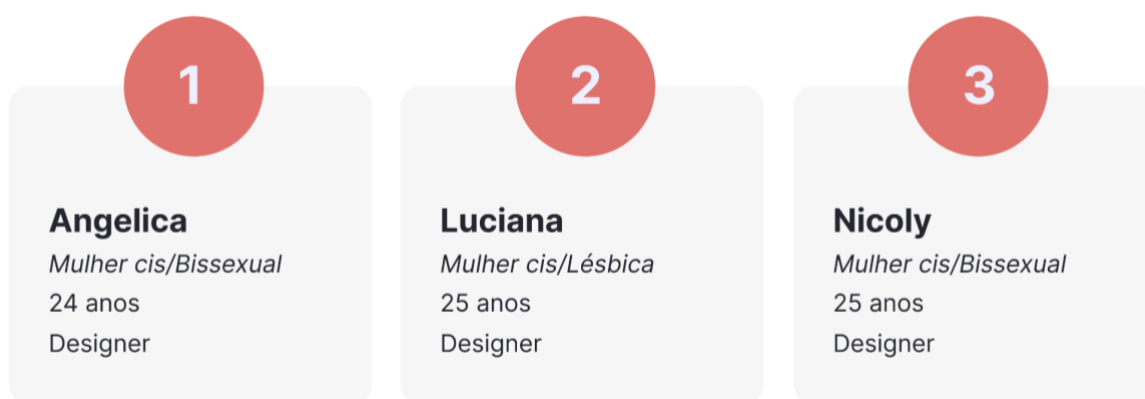 1
Angelica
Mulher cis/Bissexual
24 anos
Designer
2
Luciana
Mulher cis/Lésbica
25 anos
Designer
3
Nicoly
Mulher cis/Bissexual
25 anos
Designer